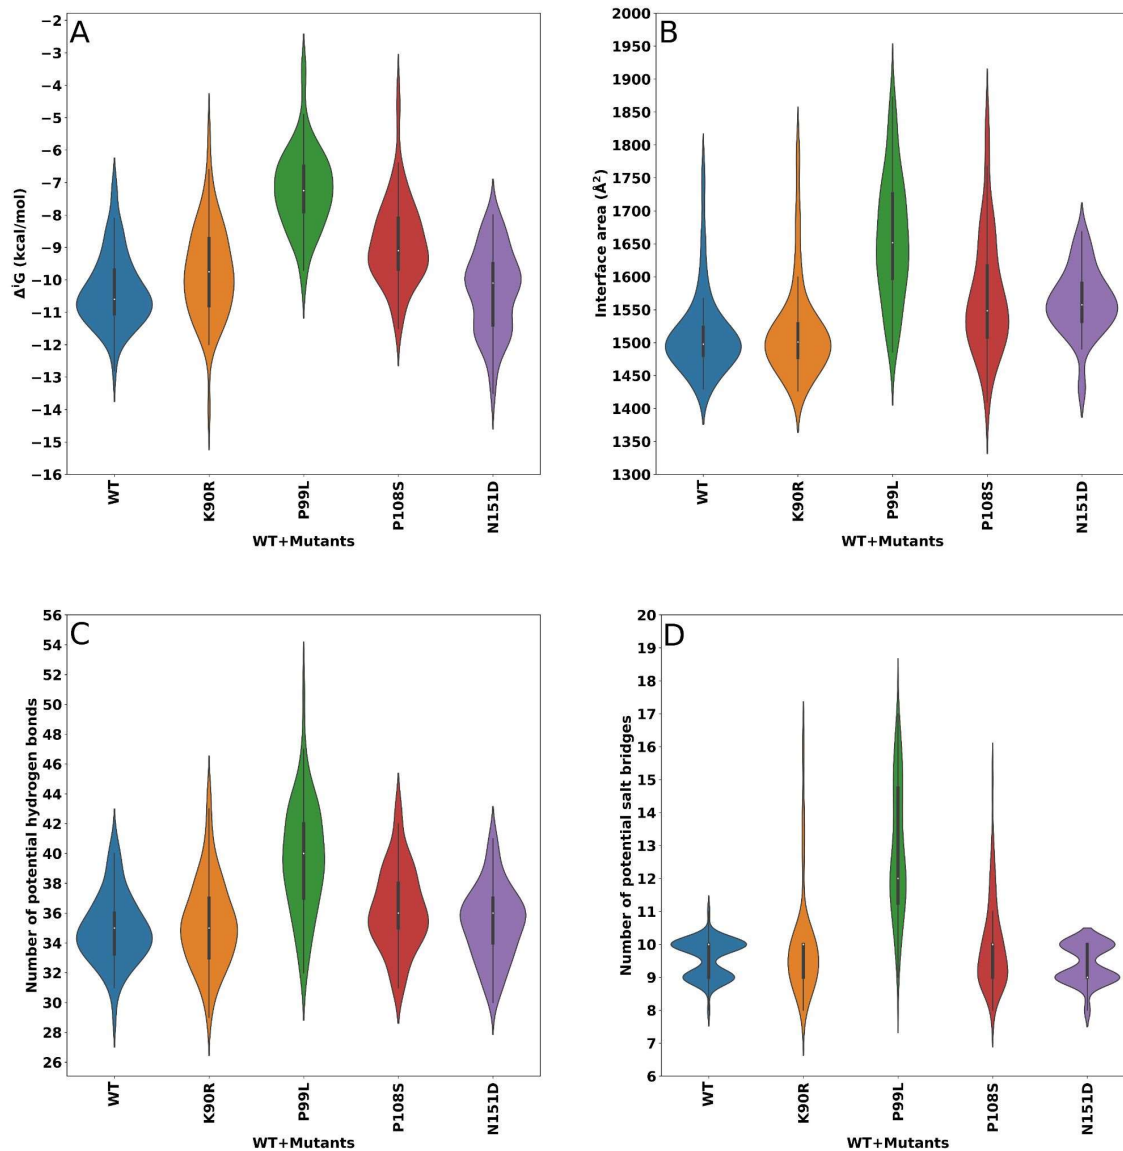 A
−2
−3
−4
−5
−6
−7
−8
−9
−10
−11
−12
−13
−14
−15
−16
ΔⁱG (kcal/mol)
WT
K90R
P99L
P108S
N151D
WT+Mutants
B
2000
1950
1900
1850
1800
1750
1700
1650
1600
1550
1500
1450
1400
1350
1300
Interface area (Å²)
WT
K90R
P99L
P108S
N151D
WT+Mutants
C
56
54
52
50
48
46
44
42
40
38
36
34
32
30
28
26
Number of potential hydrogen bonds
WT
K90R
P99L
P108S
N151D
WT+Mutants
D
20
19
18
17
16
15
14
13
12
11
10
9
8
7
6
Number of potential salt bridges
WT
K90R
P99L
P108S
N151D
WT+Mutants